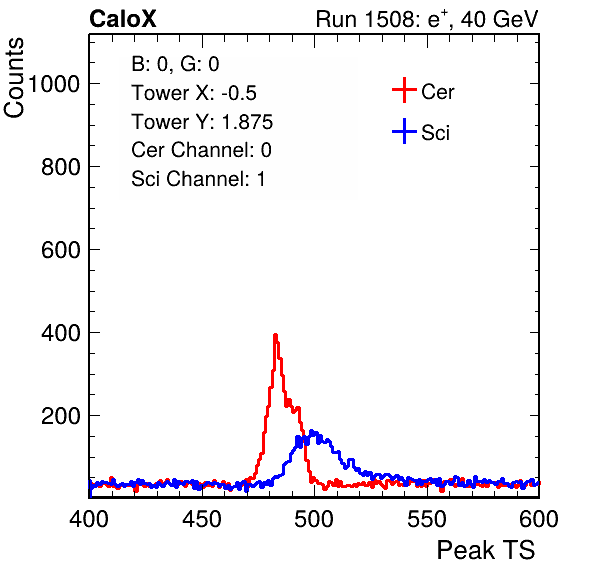 CaloX Run 1508: e⁺, 40 GeV
B: 0, G: 0
Tower X: -0.5
Tower Y: 1.875
Cer Channel: 0
Sci Channel: 1
Cer
Sci
Counts
1000
800
600
400
200
400 450 500 550 600
Peak TS